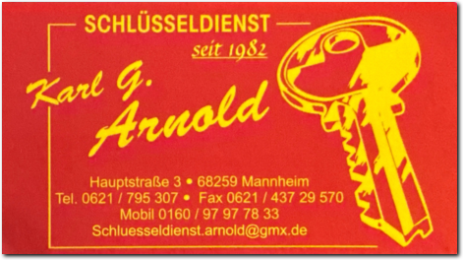 SCHLÜSSELDIENST
seit 1982
Karl G.
Arnold
Hauptstraße 3 • 68259 Mannheim
Tel. 0621 / 795 307 • Fax 0621 / 437 29 570
Mobil 0160 / 97 97 78 33
Schluesseldienst.arnold@gmx.de